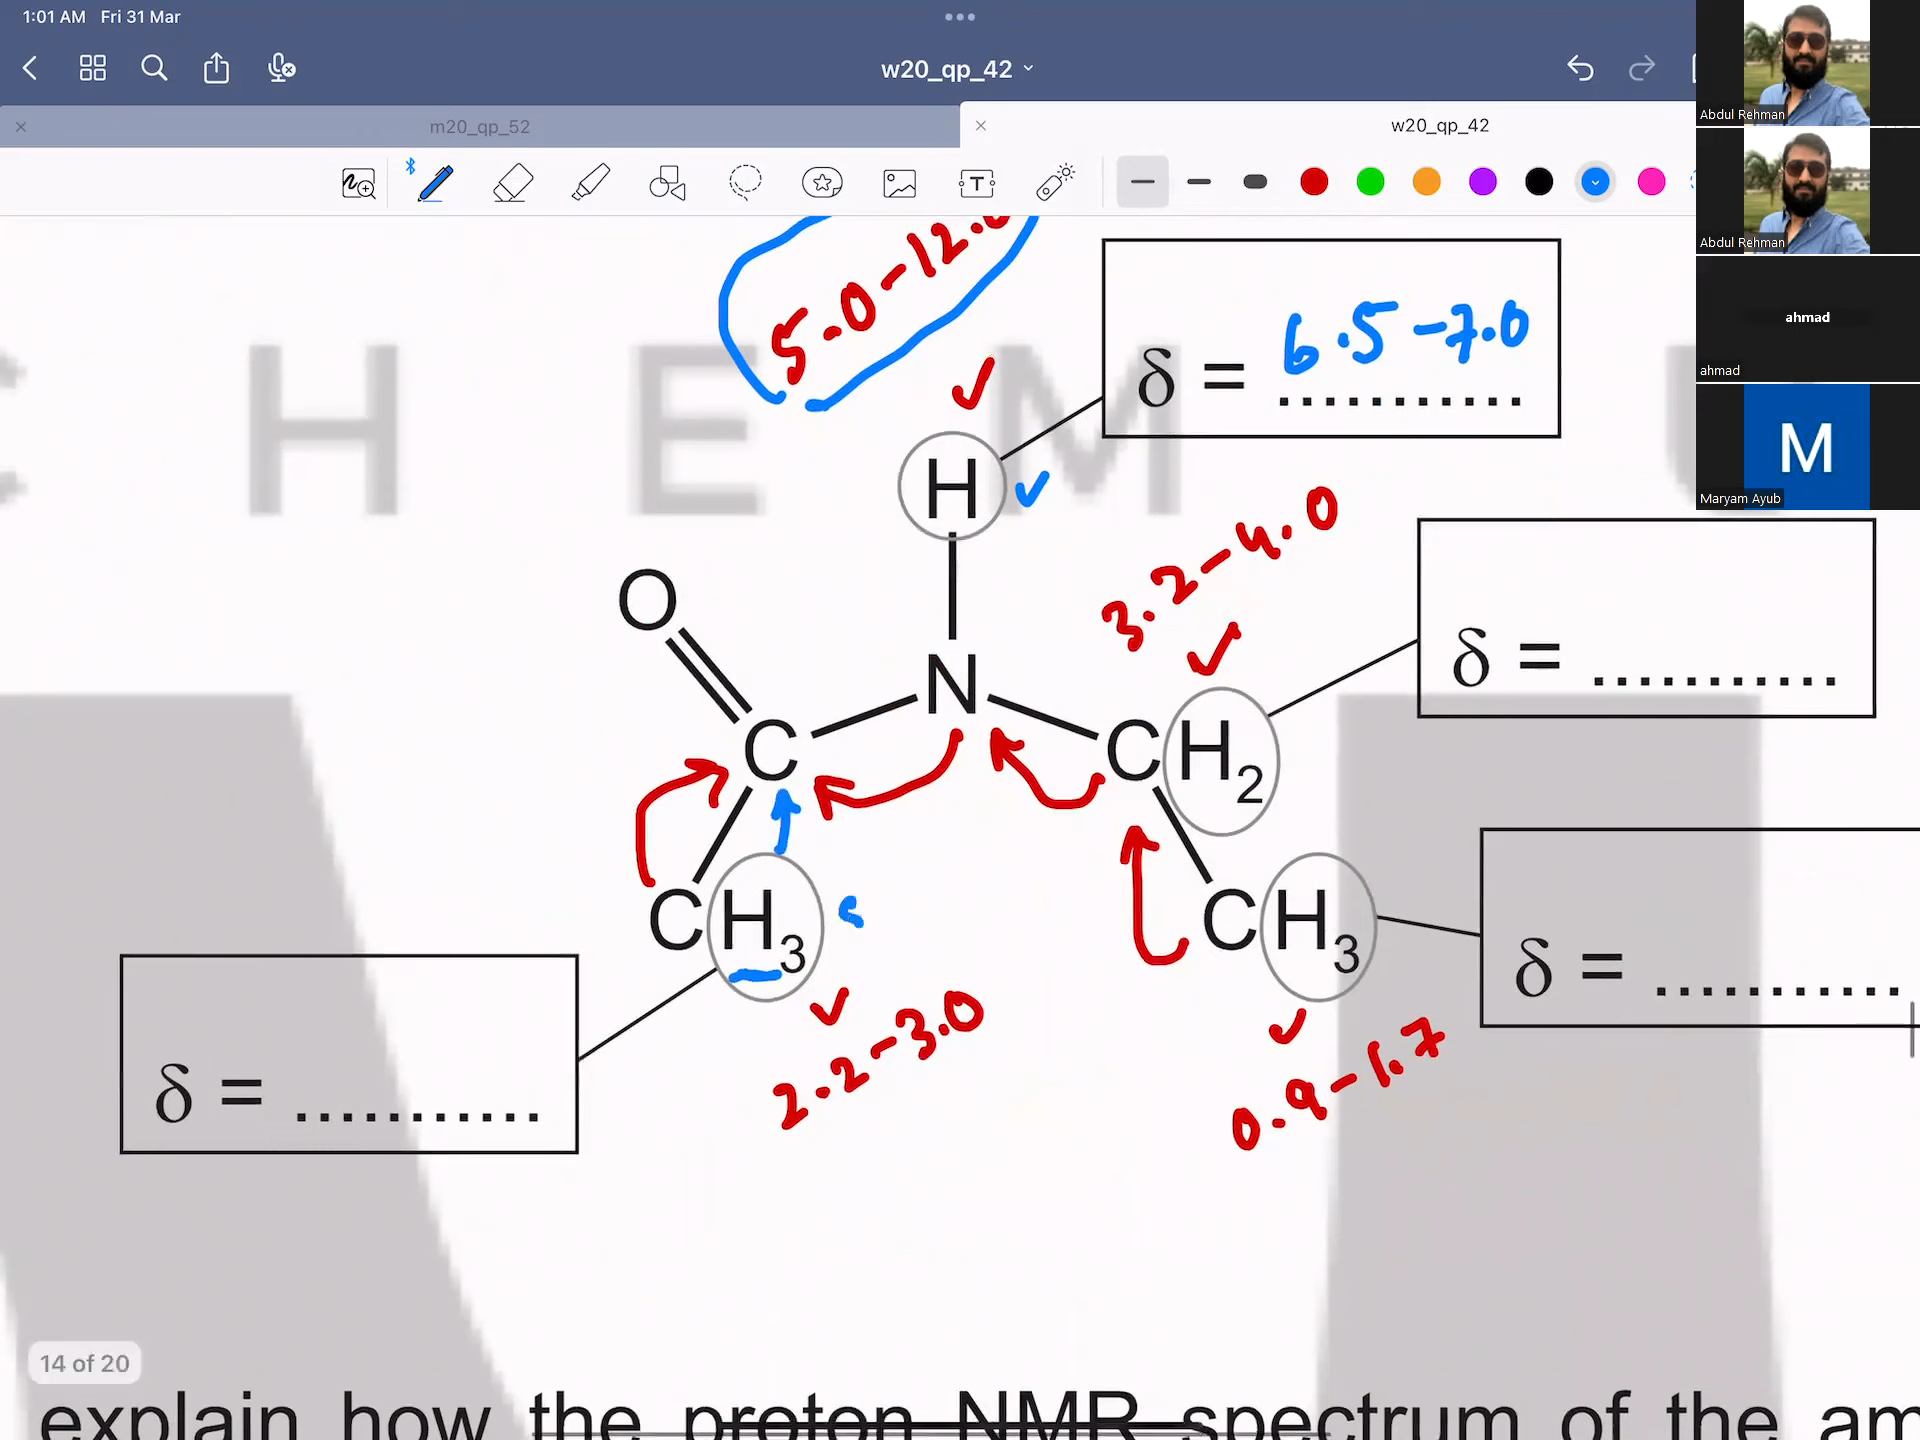 1:01 AM Fri 31 Mar
w20_qp_42
m20_qp_52
w20_qp_42
T
Abdul Rehman
Abdul Rehman
ahmad
ahmad
M
Maryam Ayub
H E M
5.0-12.0
6.5-7.0
δ = ...........
H
3.2-4.0
O
N
δ = ...........
C
CH2
CH3
CH3
δ = ...........
2.2-3.0
0.9-1.7
δ = ...........
14 of 20
explain how the proton NMR spectrum of the am